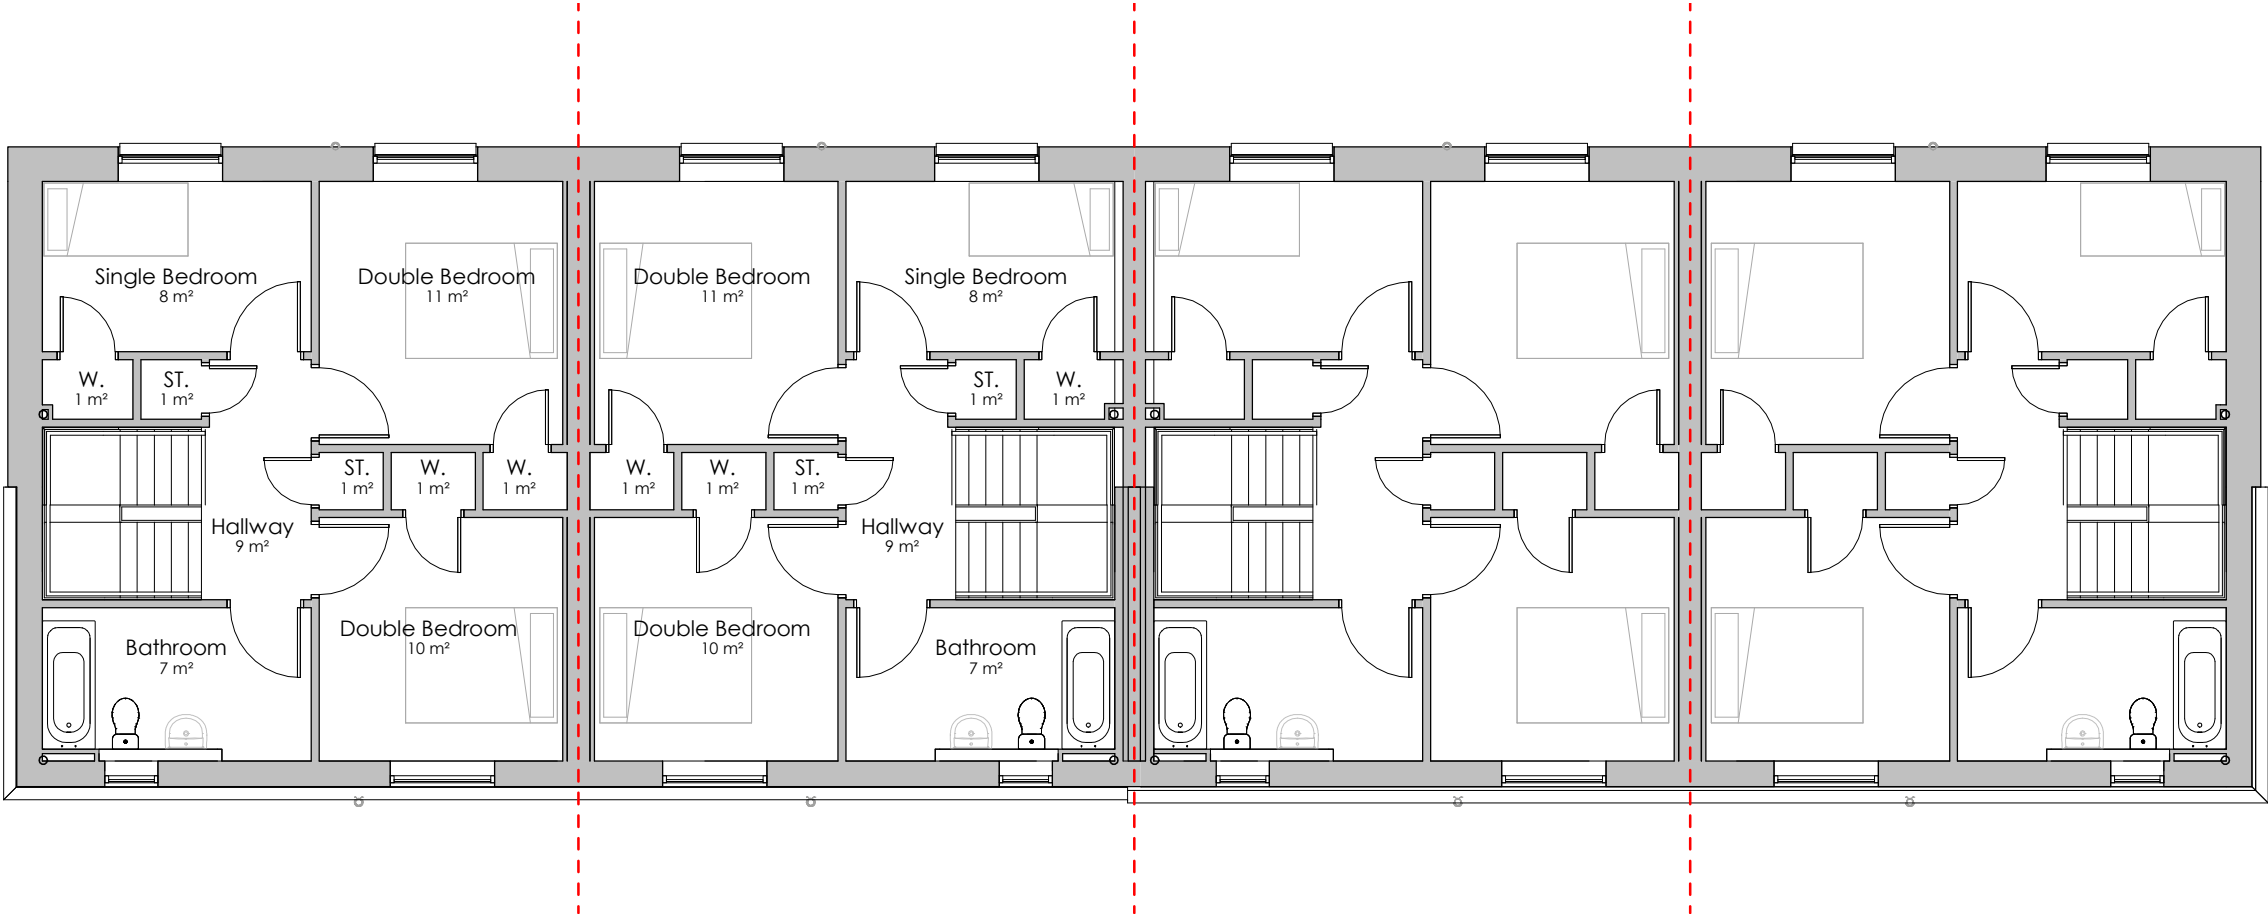 Single Bedroom
8 m²
Double Bedroom
11 m²
Double Bedroom
11 m²
Single Bedroom
8 m²
W.
1 m²
ST.
1 m²
ST.
1 m²
W.
1 m²
ST.
1 m²
W.
1 m²
W.
1 m²
W.
1 m²
W.
1 m²
ST.
1 m²
Hallway
9 m²
Hallway
9 m²
Bathroom
7 m²
Double Bedroom
10 m²
Double Bedroom
10 m²
Bathroom
7 m²